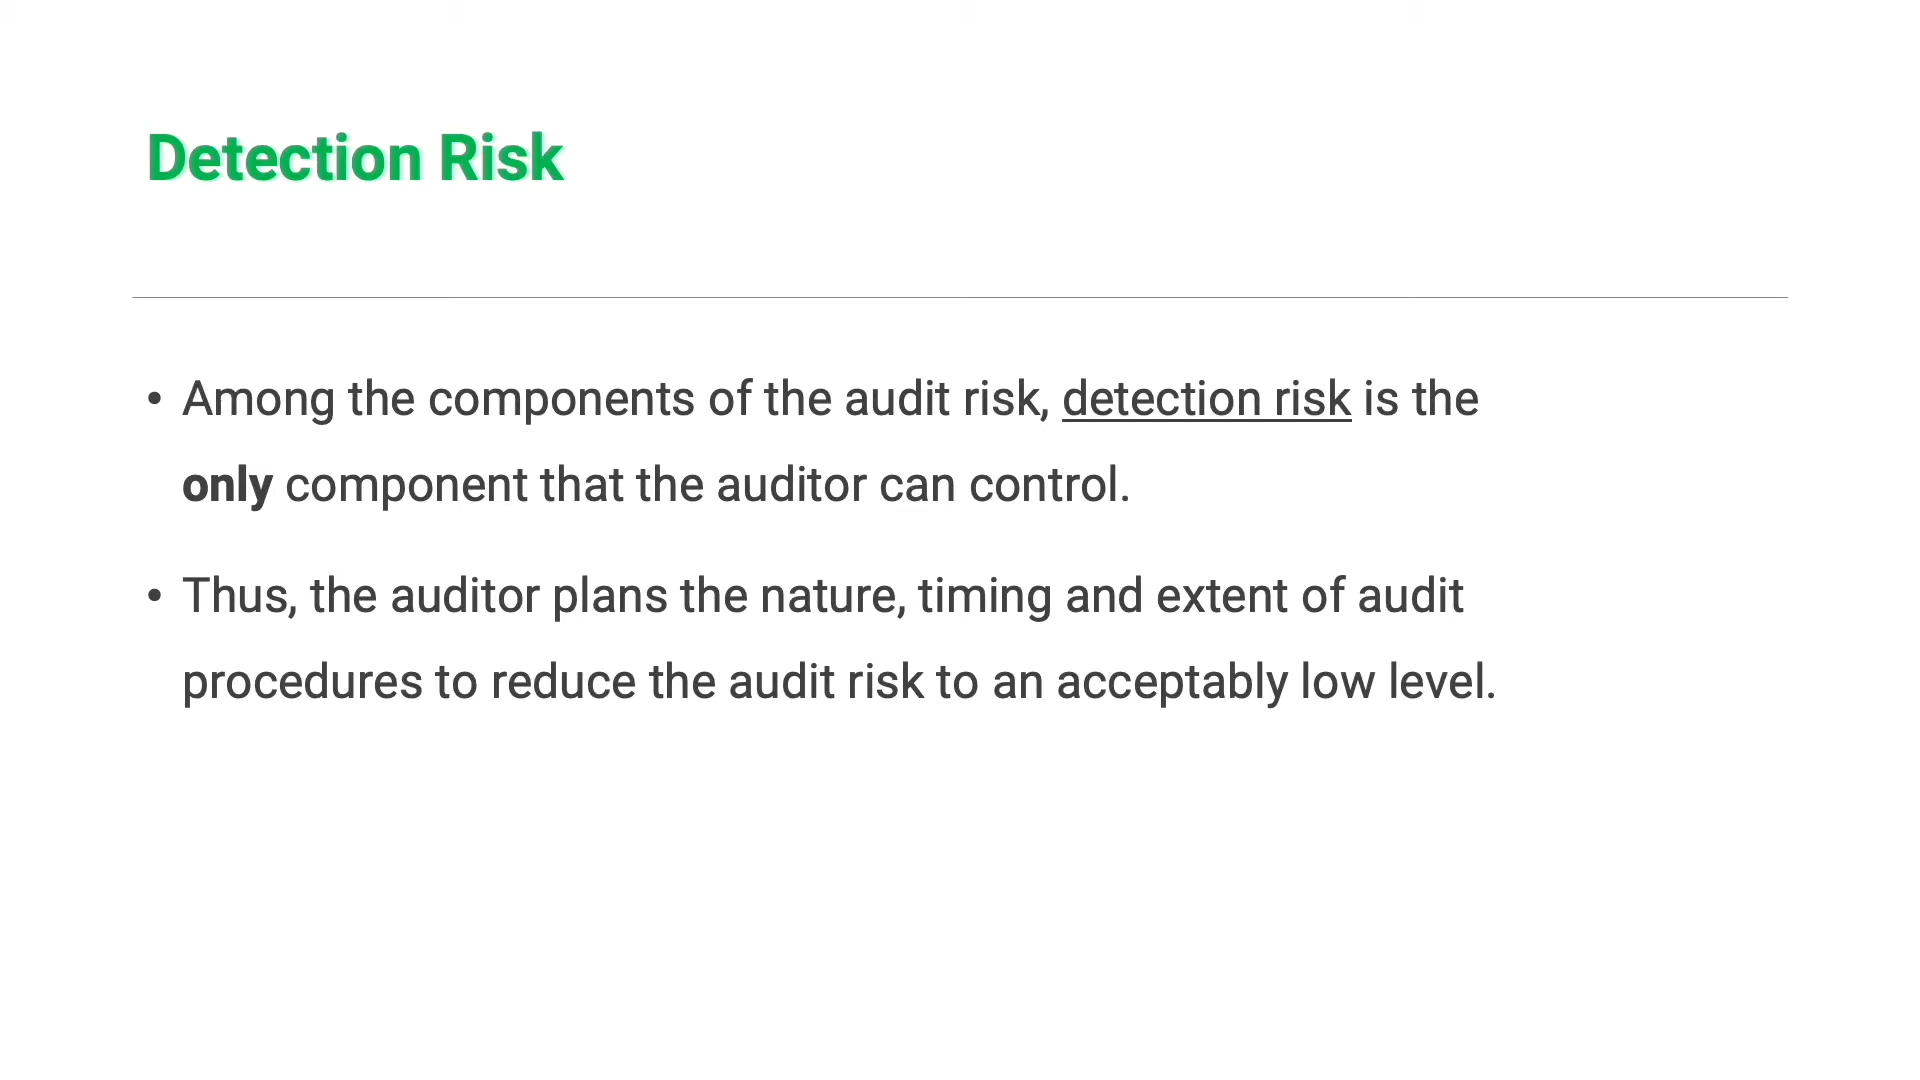 Detection Risk
• Among the components of the audit risk, detection risk is the
only component that the auditor can control.
• Thus, the auditor plans the nature, timing and extent of audit
procedures to reduce the audit risk to an acceptably low level.